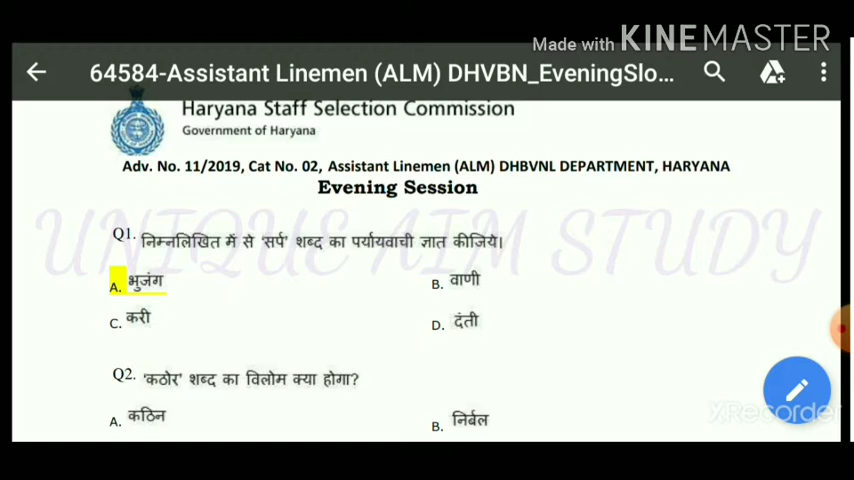 Made with KINEMASTER
64584-Assistant Linemen (ALM) DHVBN_EveningSlo...
Haryana Staff Selection Commission
Government of Haryana
Adv. No. 11/2019, Cat No. 02, Assistant Linemen (ALM) DHBVNL DEPARTMENT, HARYANA
Evening Session
UNIQUE AIM STUDY
Q1. निम्नलिखित में से ‘सर्प’ शब्द का पर्यायवाची ज्ञात कीजिये।
A. भुजंग B. वाणी
C. करी D. दंती
Q2. ‘कठोर’ शब्द का विलोम क्या होगा?
A. कठिन B. निर्बल
XRecorder